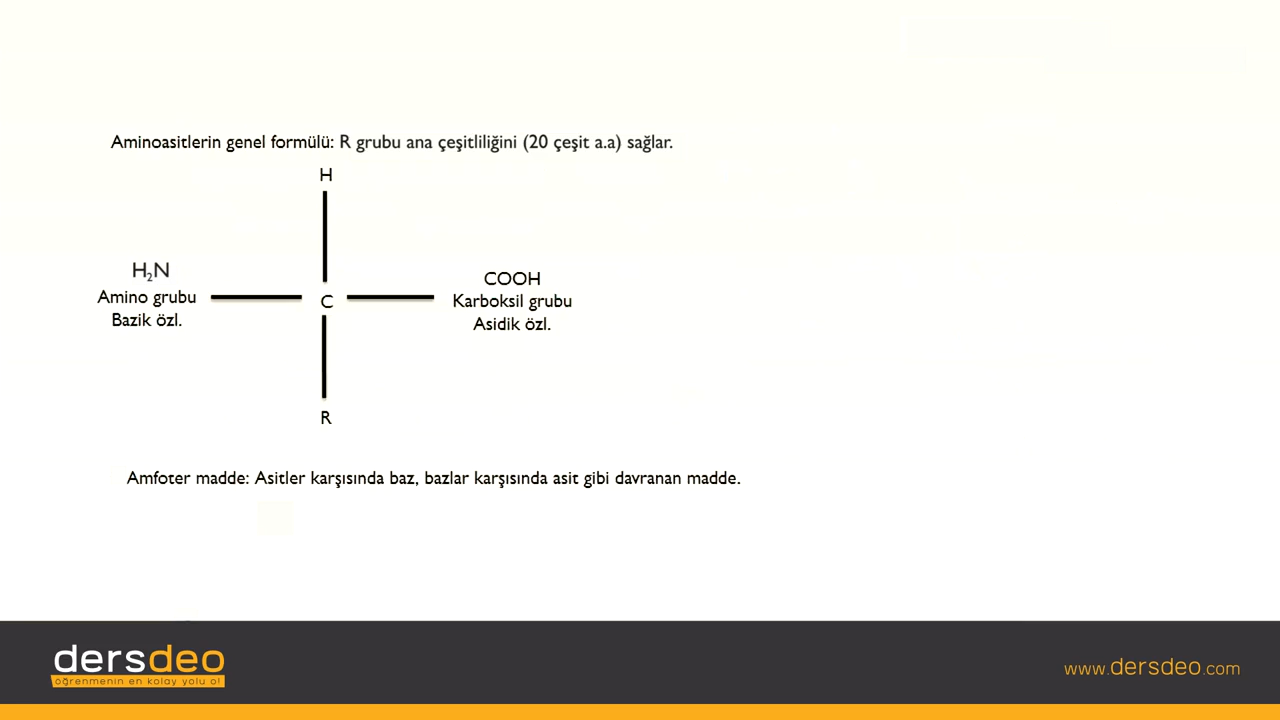 Aminoasitlerin genel formülü: R grubu ana çeşitliliğini (20 çeşit a.a) sağlar.
H
H₂N
Amino grubu
Bazik özl.
C
COOH
Karboksil grubu
Asidik özl.
R
Amfoter madde: Asitler karşısında baz, bazlar karşısında asit gibi davranan madde.
dersdeo
öğrenmenin en kolay yolu o!
www.dersdeo.com